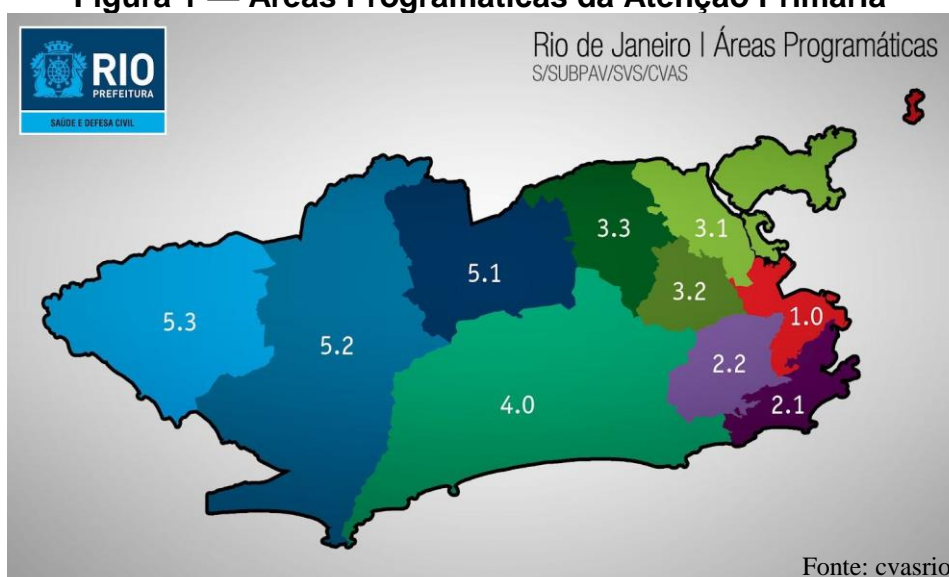 Figura 1 — Áreas Programáticas da Atenção Primária
RIO
PREFEITURA
SAÚDE E DEFESA CIVIL
Rio de Janeiro I Áreas Programáticas
S/SUBPAV/SVS/CVAS
3.3
3.1
5.1
3.2
1.0
5.3
5.2
2.2
4.0
2.1
Fonte: cvasrio